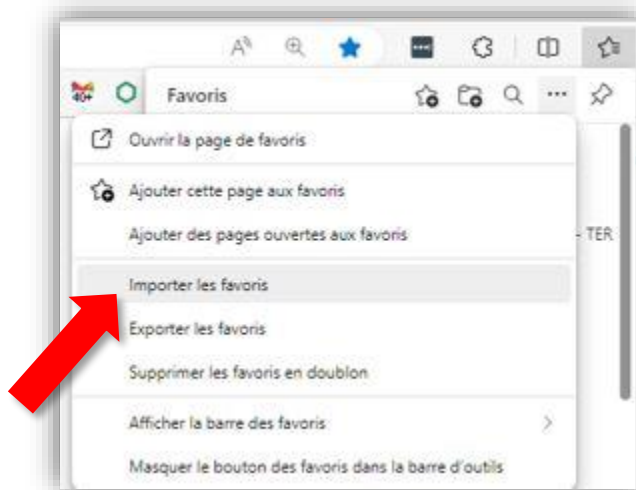 A
40+
Favoris
Ouvrir la page de favoris
Ajouter cette page aux favoris
Ajouter des pages ouvertes aux favoris
- TER
Importer les favoris
Exporter les favoris
Supprimer les favoris en doublon
Afficher la barre des favoris
Masquer le bouton des favoris dans la barre d'outils